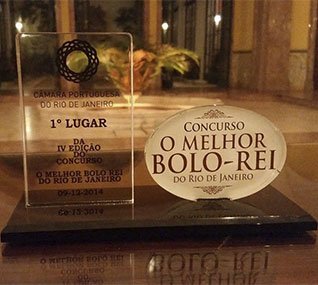 CÂMARA PORTUGUESA
DO RIO DE JANEIRO
1º LUGAR
DA
IV EDIÇÃO
DO
CONCURSO
O MELHOR BOLO REI
DO RIO DE JANEIRO
09-12-2014
CONCURSO
O MELHOR
BOLO-REI
DO RIO DE JANEIRO